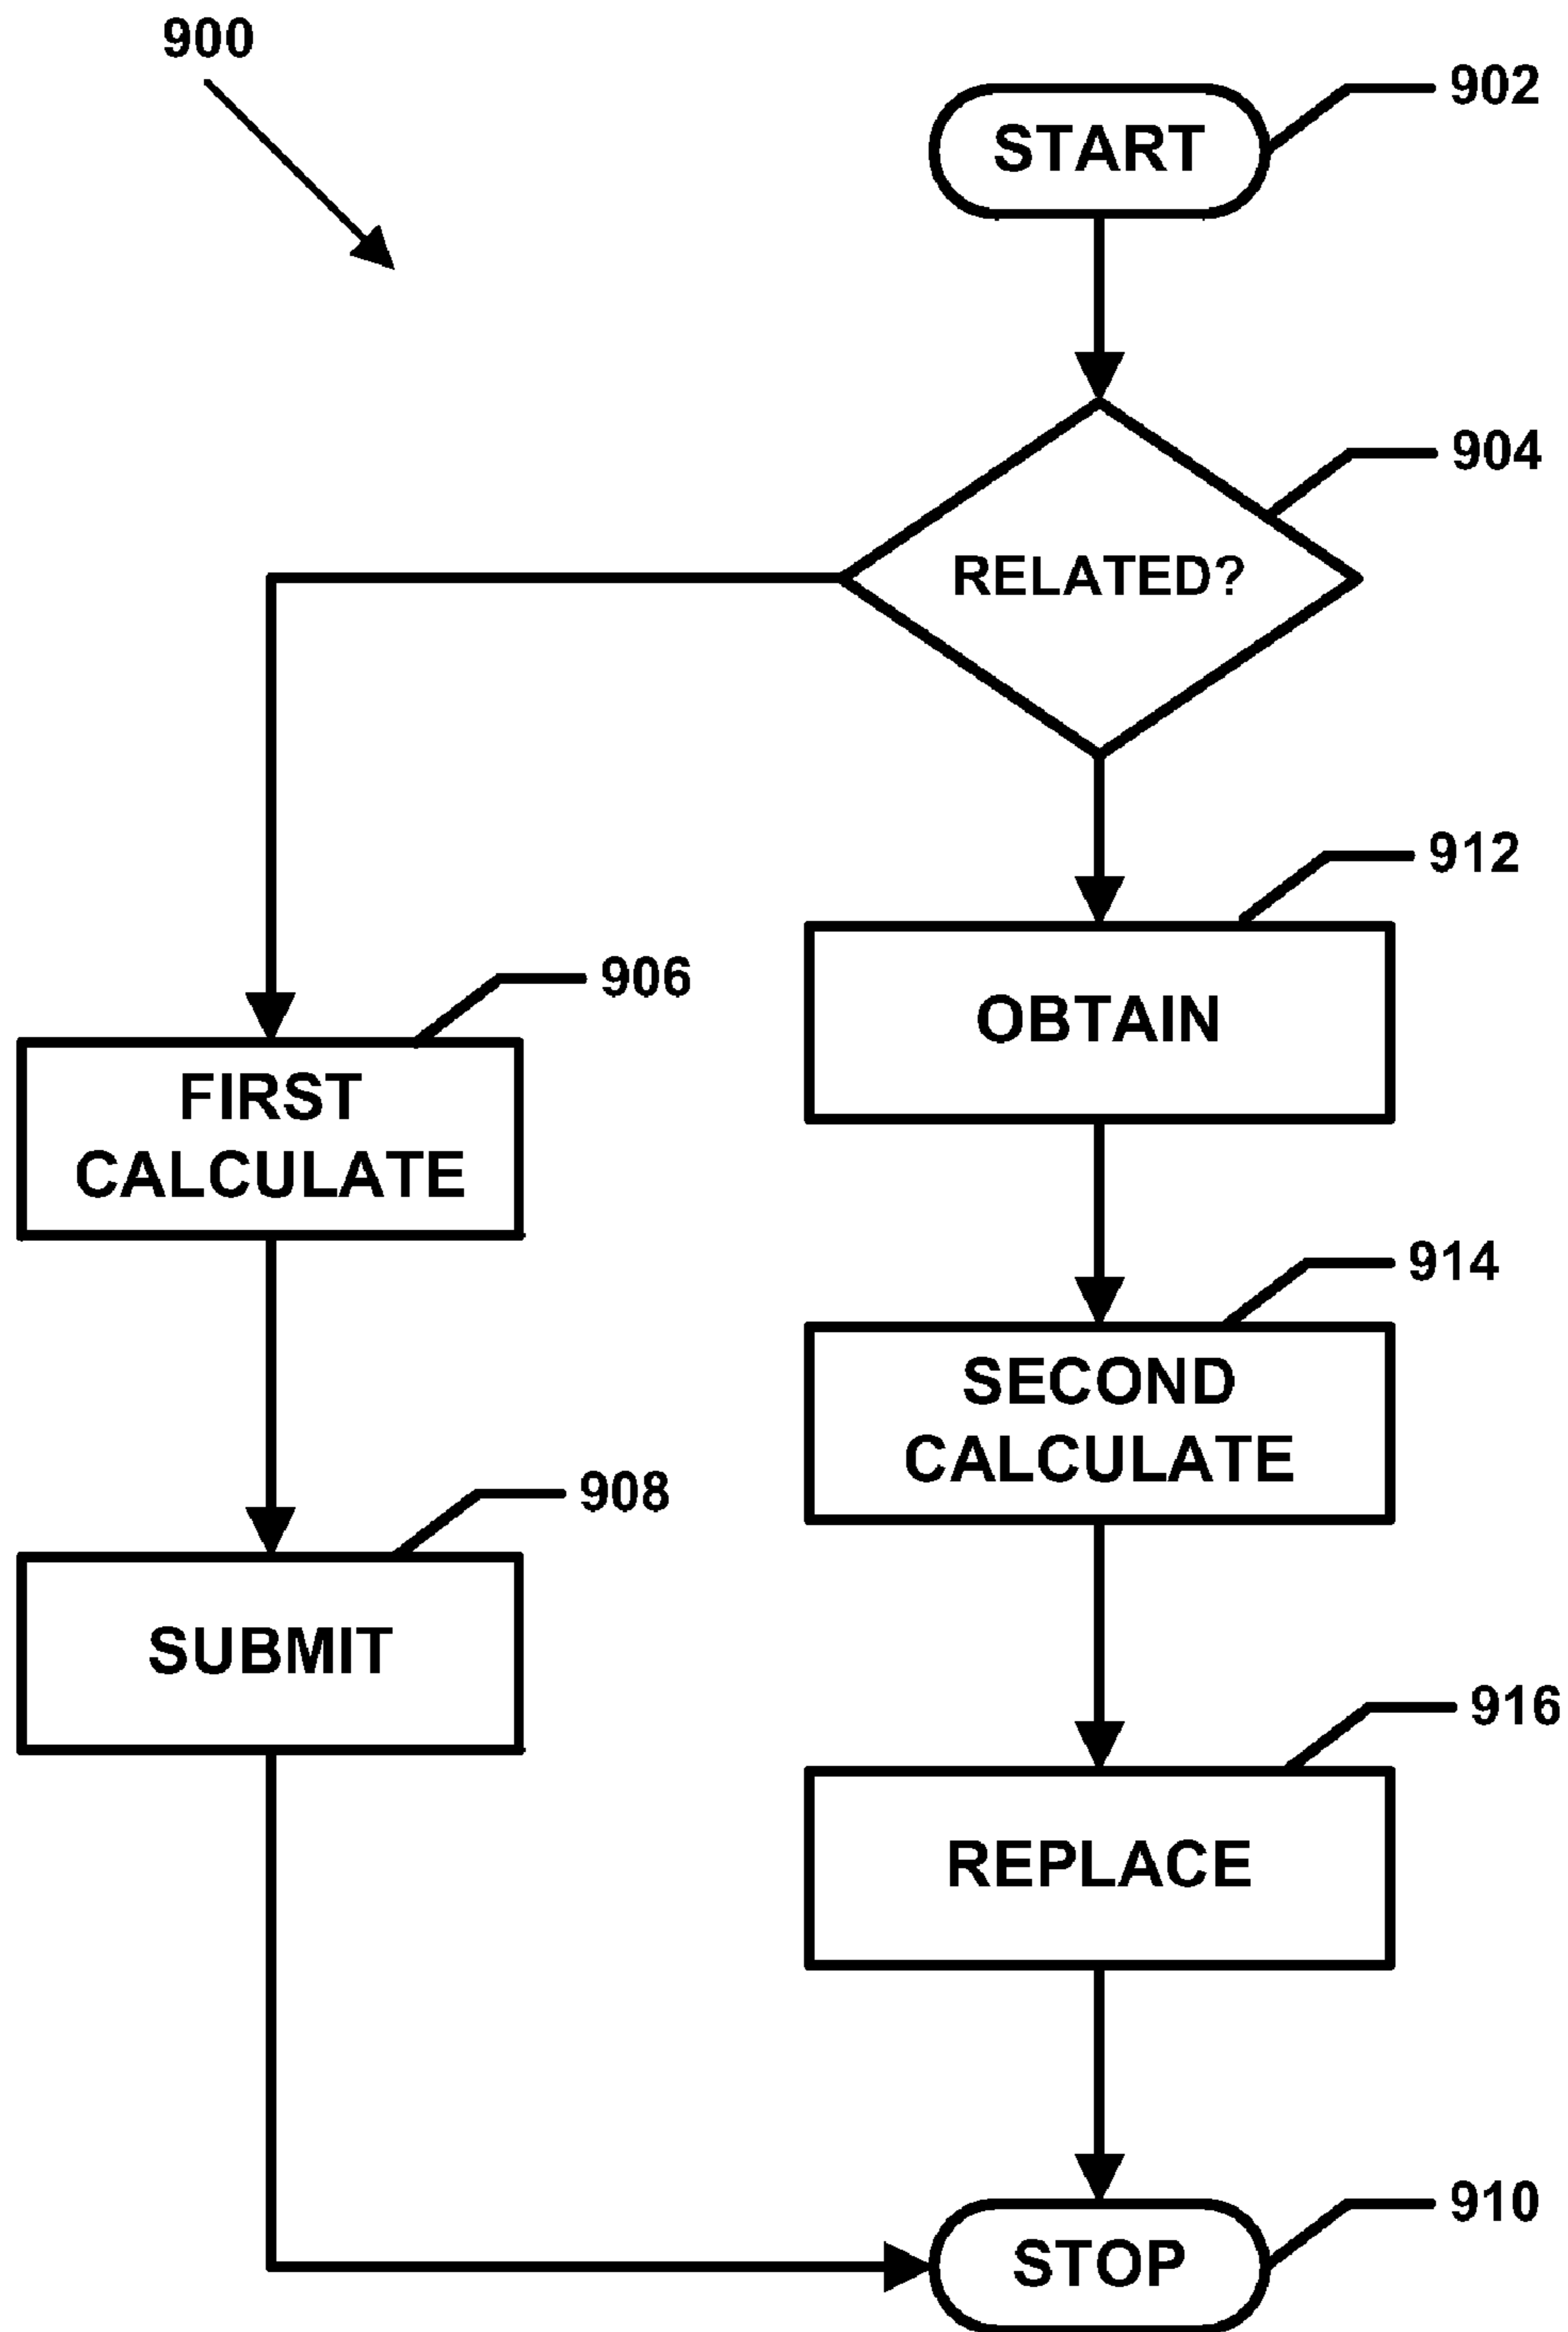 900
902
START
904
RELATED?
912
OBTAIN
906
FIRST
CALCULATE
914
SECOND
CALCULATE
908
SUBMIT
916
REPLACE
910
STOP